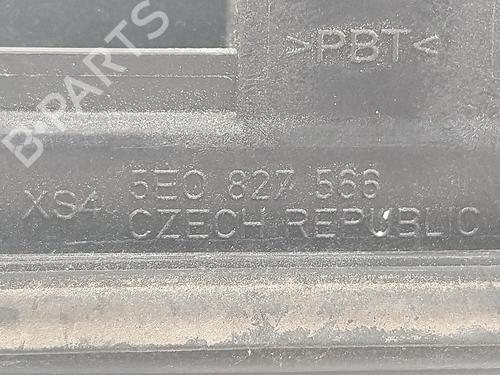 B-PARTS
>PBT<
XS4 5E0 827 566
CZECH REPUBLIC